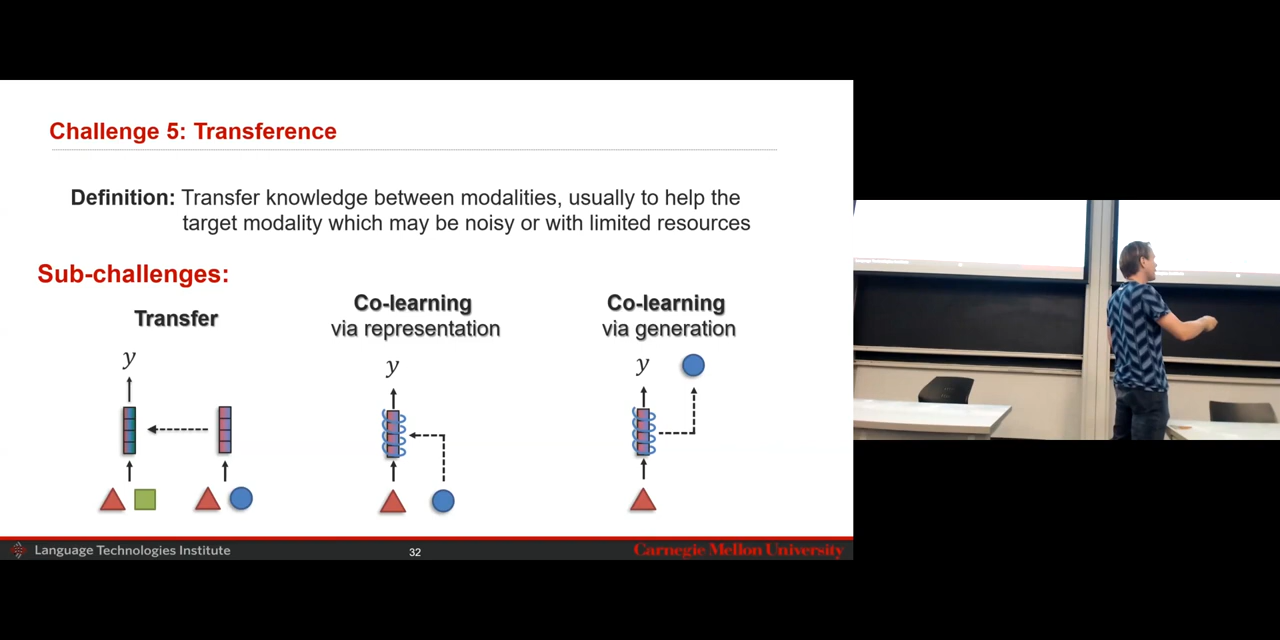 Challenge 5: Transference
Definition: Transfer knowledge between modalities, usually to help the
target modality which may be noisy or with limited resources
Sub-challenges:
Transfer
Co-learning
via representation
Co-learning
via generation
y
y
y
Language Technologies Institute
32
Carnegie Mellon University